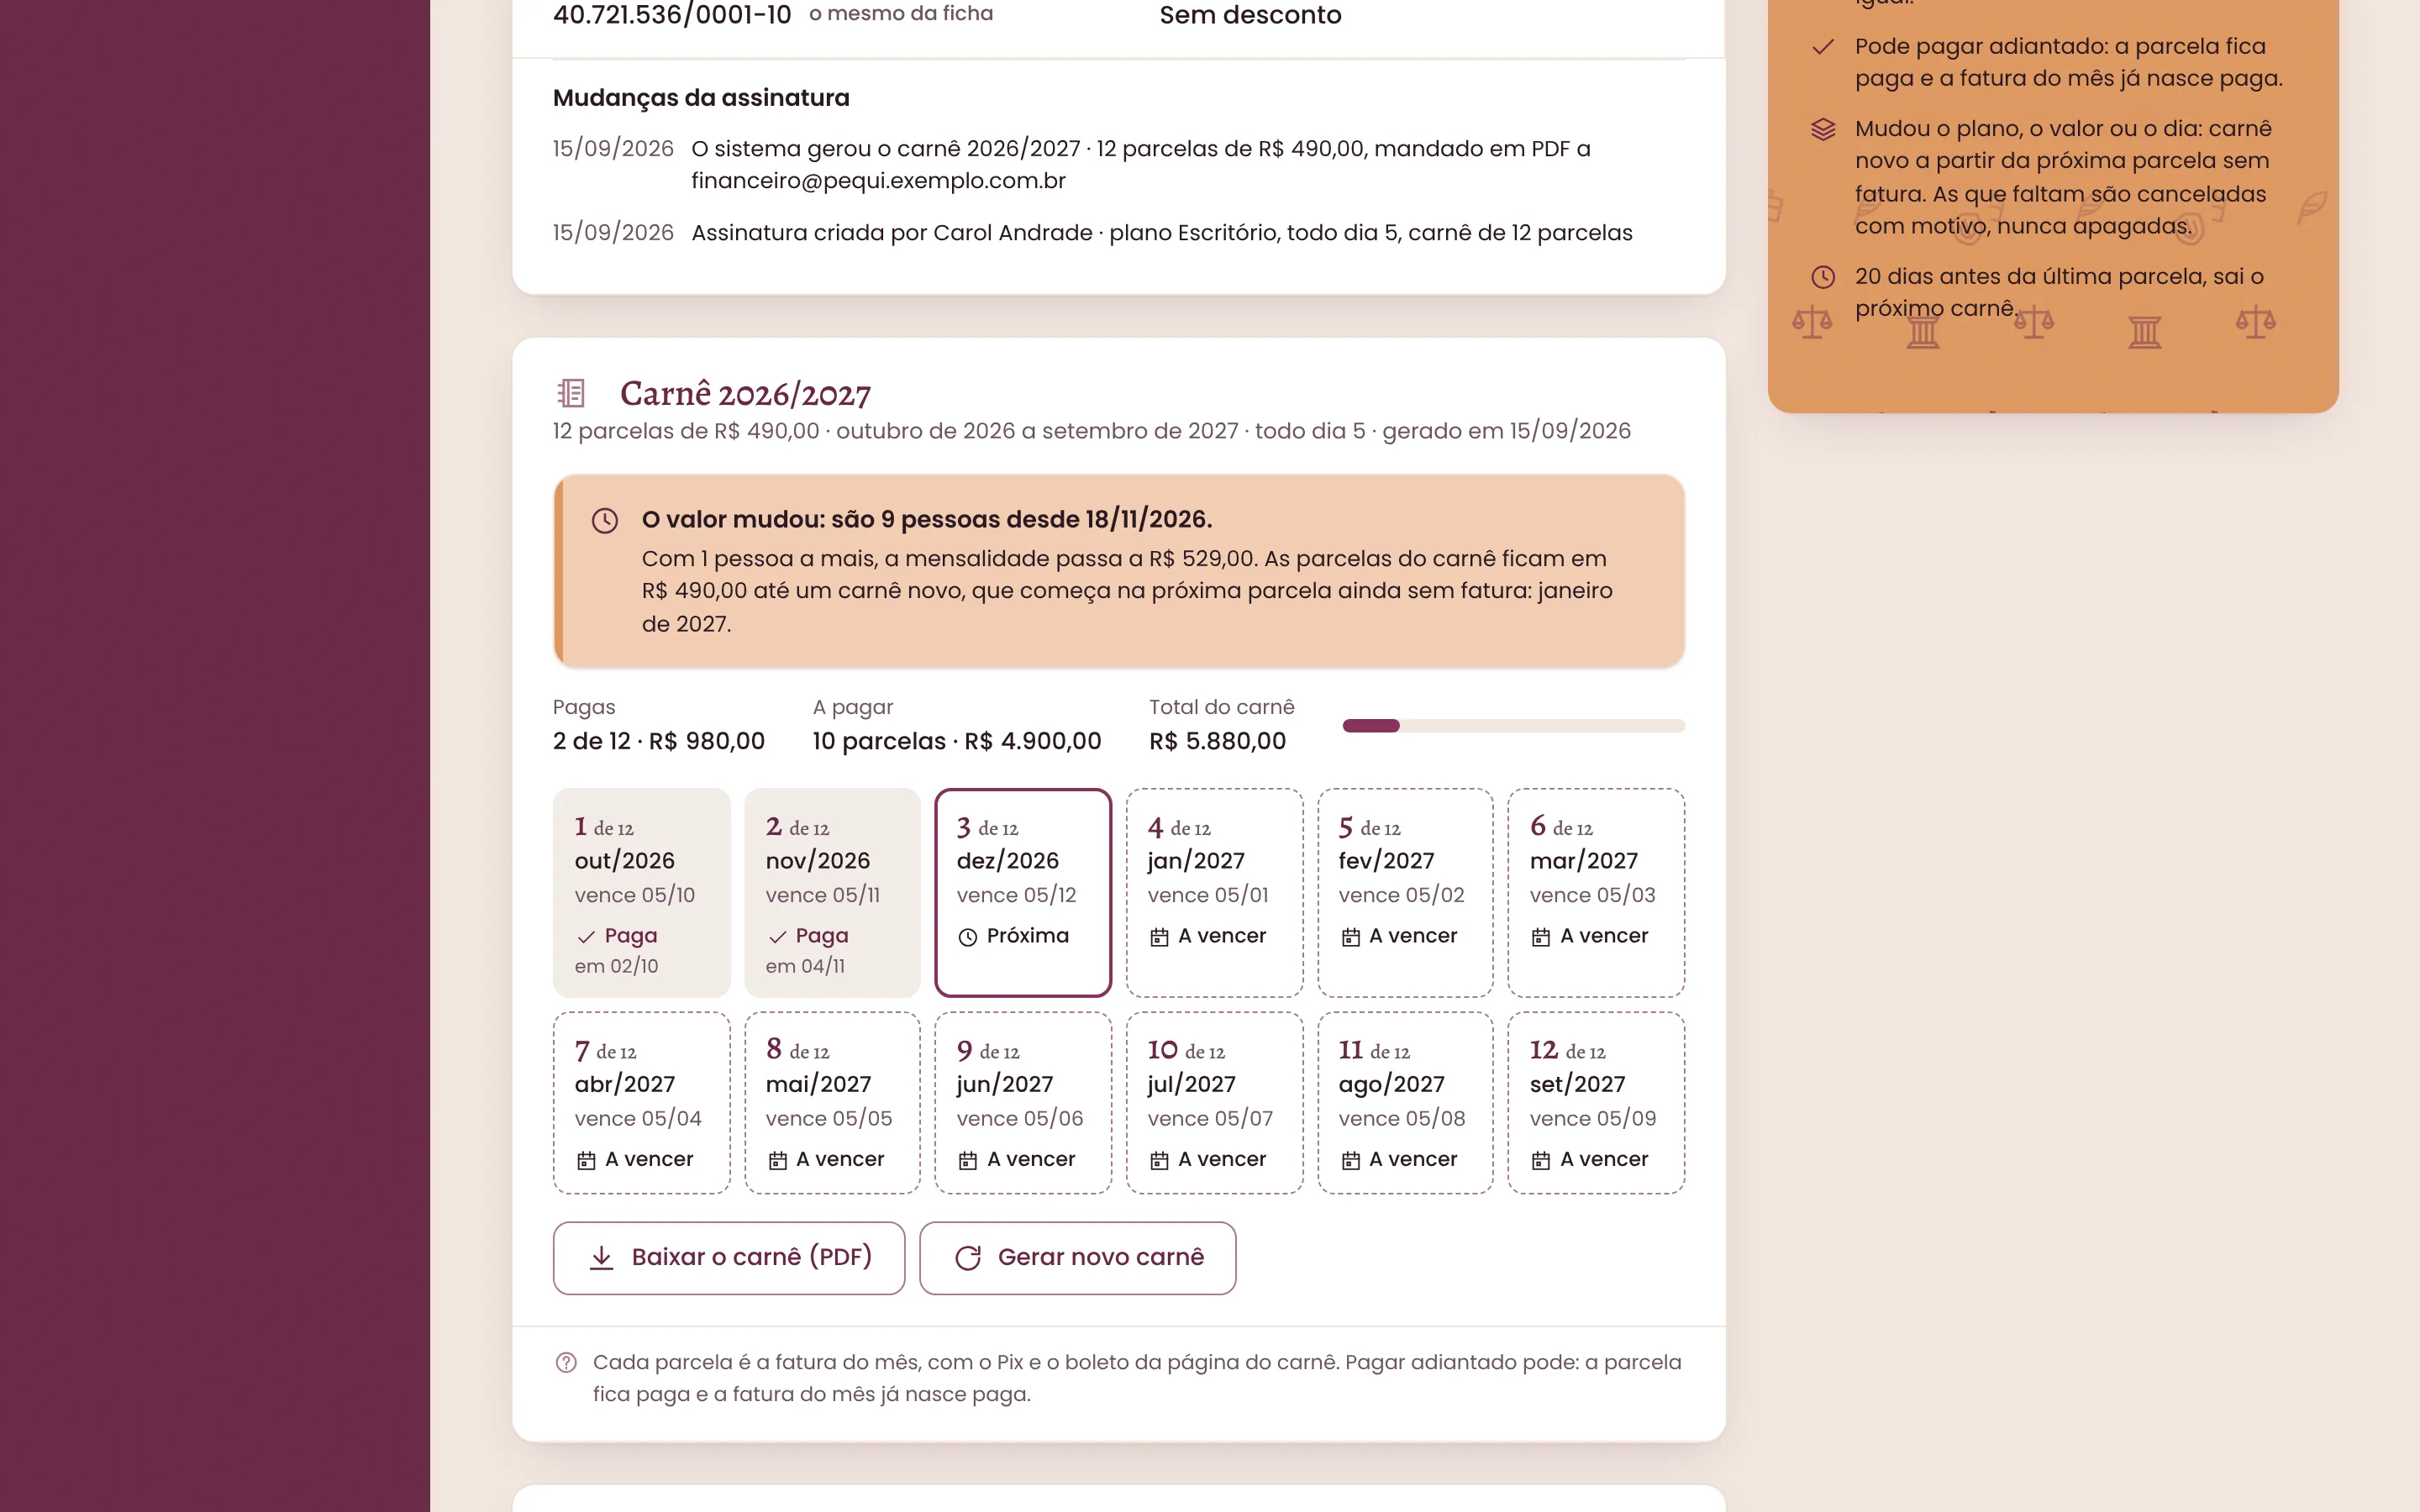 40.721.536/0001-10 o mesmo da ficha
Sem desconto
Mudanças da assinatura
15/09/2026 O sistema gerou o carnê 2026/2027 · 12 parcelas de R$ 490,00, mandado em PDF a
financeiro@pequi.exemplo.com.br
15/09/2026 Assinatura criada por Carol Andrade · plano Escritório, todo dia 5, carnê de 12 parcelas
Carnê 2026/2027
12 parcelas de R$ 490,00 · outubro de 2026 a setembro de 2027 · todo dia 5 · gerado em 15/09/2026
O valor mudou: são 9 pessoas desde 18/11/2026.
Com 1 pessoa a mais, a mensalidade passa a R$ 529,00. As parcelas do carnê ficam em
R$ 490,00 até um carnê novo, que começa na próxima parcela ainda sem fatura: janeiro
de 2027.
Pagas
2 de 12 · R$ 980,00
A pagar
10 parcelas · R$ 4.900,00
Total do carnê
R$ 5.880,00
1 de 12
out/2026
vence 05/10
Paga
em 02/10
2 de 12
nov/2026
vence 05/11
Paga
em 04/11
3 de 12
dez/2026
vence 05/12
Próxima
4 de 12
jan/2027
vence 05/01
A vencer
5 de 12
fev/2027
vence 05/02
A vencer
6 de 12
mar/2027
vence 05/03
A vencer
7 de 12
abr/2027
vence 05/04
A vencer
8 de 12
mai/2027
vence 05/05
A vencer
9 de 12
jun/2027
vence 05/06
A vencer
10 de 12
jul/2027
vence 05/07
A vencer
11 de 12
ago/2027
vence 05/08
A vencer
12 de 12
set/2027
vence 05/09
A vencer
Baixar o carnê (PDF)
Gerar novo carnê
Cada parcela é a fatura do mês, com o Pix e o boleto da página do carnê. Pagar adiantado pode: a parcela
fica paga e a fatura do mês já nasce paga.
igual.
Pode pagar adiantado: a parcela fica
paga e a fatura do mês já nasce paga.
Mudou o plano, o valor ou o dia: carnê
novo a partir da próxima parcela sem
fatura. As que faltam são canceladas
com motivo, nunca apagadas.
20 dias antes da última parcela, sai o
próximo carnê.